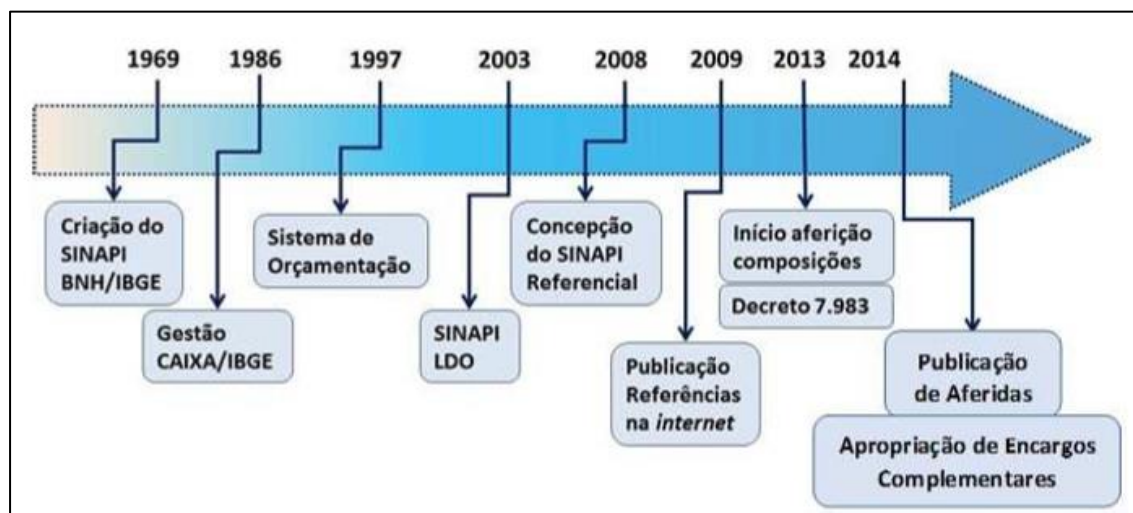 1969 1986 1997 2003 2008 2009 2013 2014
Criação do
SINAPI
BNH/IBGE
Gestão
CAIXA/IBGE
Sistema de
Orçamentação
SINAPI
LDO
Concepção
do SINAPI
Referencial
Publicação
Referências
na internet
Início aferição
composições
Decreto 7.983
Publicação
de Aferidas
Apropriação de Encargos
Complementares